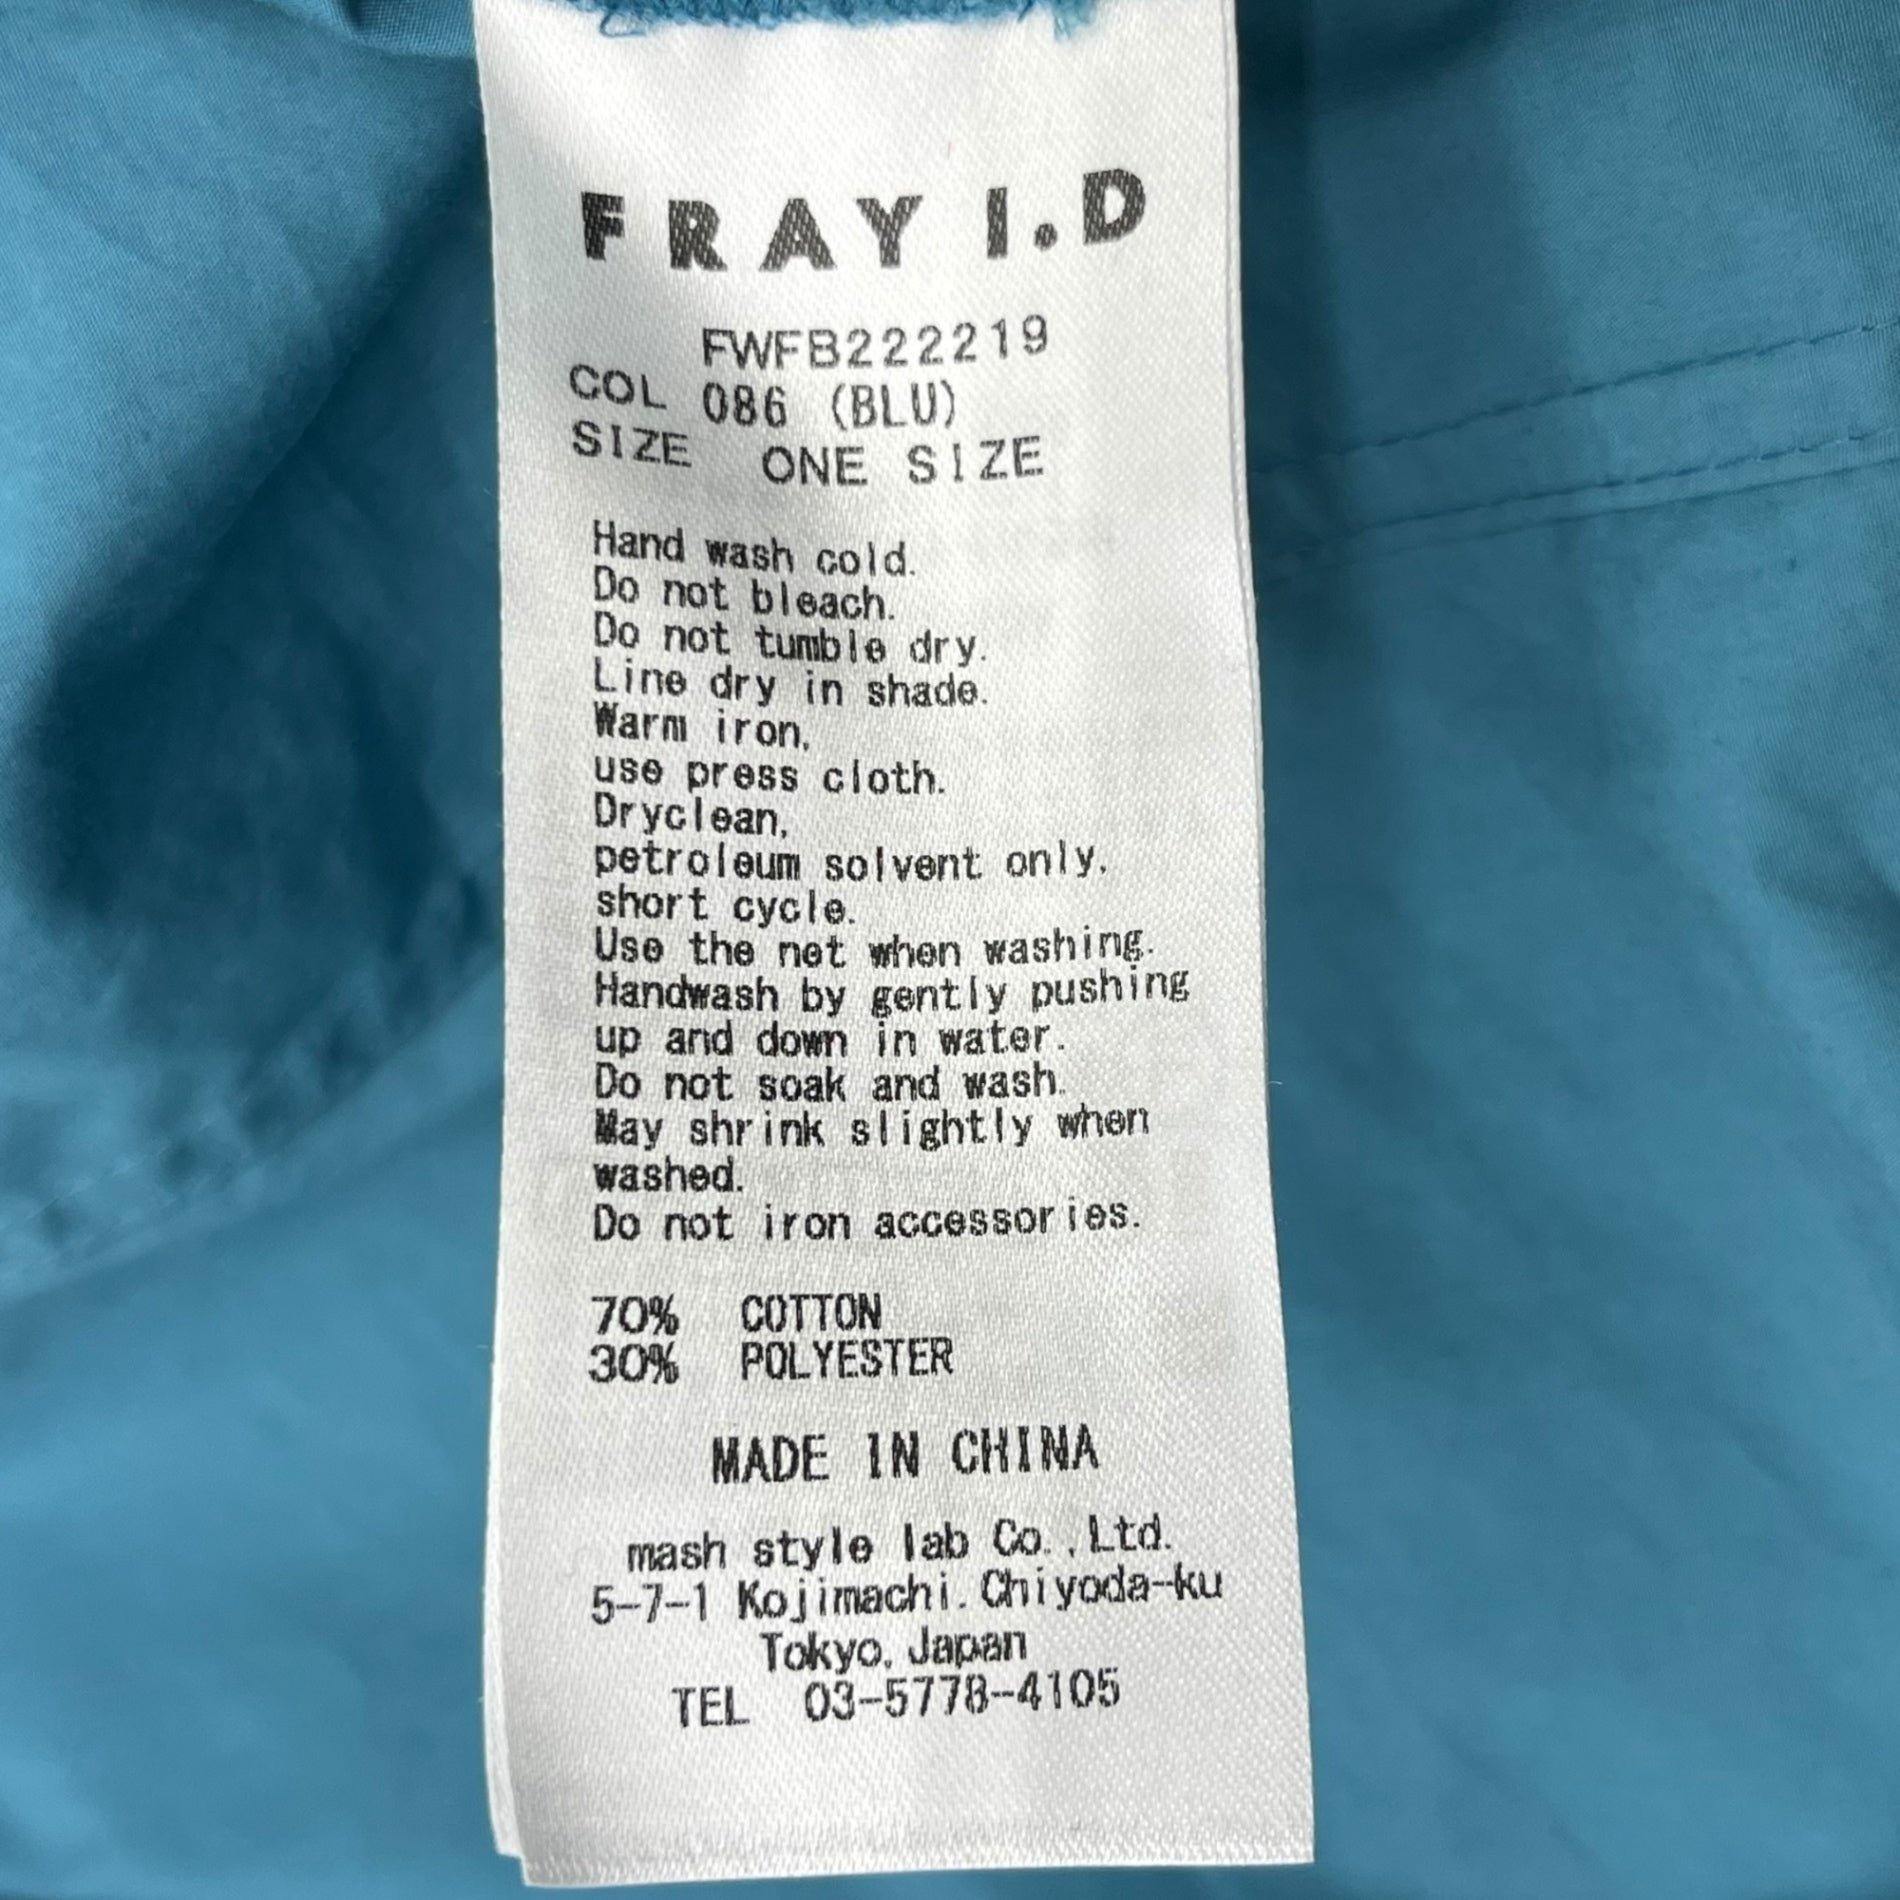 FRAY I.D
FWFB222219
COL 086 (BLU)
SIZE ONE SIZE
Hand wash cold.
Do not bleach.
Do not tumble dry.
Line dry in shade.
Warm iron,
use press cloth.
Dryclean,
petroleum solvent only,
short cycle.
Use the net when washing.
Handwash by gently pushing
up and down in water.
Do not soak and wash.
May shrink slightly when
washed.
Do not iron accessories.
70% COTTON
30% POLYESTER
MADE IN CHINA
mash style lab Co.,Ltd.
5-7-1 Kojimachi. Chiyoda-ku
Tokyo, Japan
TEL 03-5778-4105